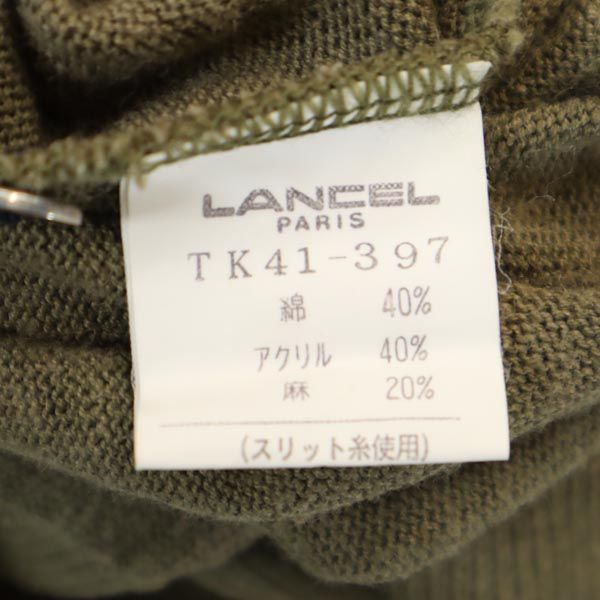 LANCEL
PARIS
TK41-397
綿 40%
アクリル 40%
麻 20%
(スリット糸使用)